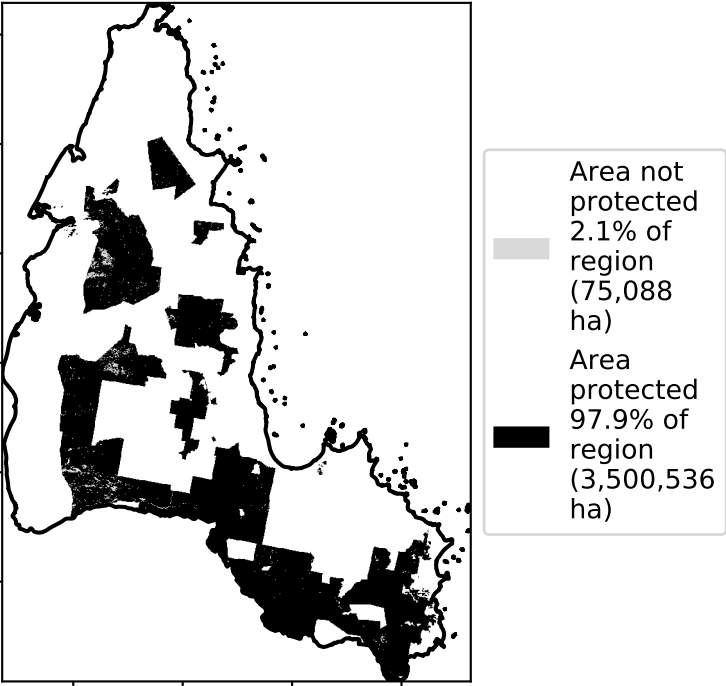 Area not
protected
2.1% of
region
(75,088
ha)
Area
protected
97.9% of
region
(3,500,536
ha)